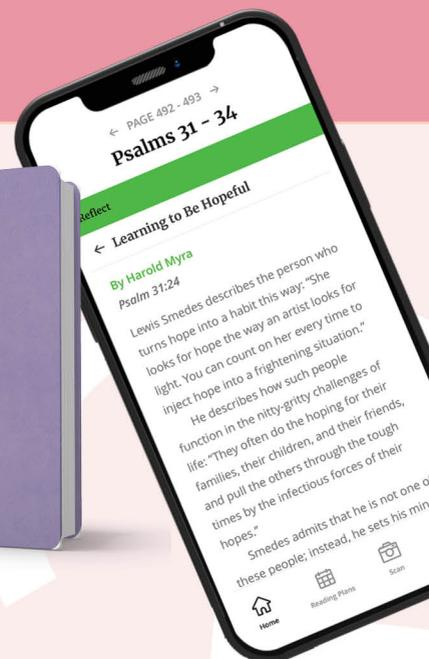 ← PAGE 492 - 493 →
Psalms 31 - 34
Reflect
← Learning to Be Hopeful
By Harold Myra
Psalm 31:24
Lewis Smedes describes the person who
turns hope into a habit this way: “She
looks for hope the way an artist looks for
light. You can count on her every time to
inject hope into a frightening situation.”
He describes how such people
function in the nitty-gritty challenges of
life: “They often do the hoping for their
families, their children, and their friends,
and pull the others through the tough
times by the infectious forces of their
hopes.”
Smedes admits that he is not one
these people; instead, he sets his
Home
Reading Plans
Scan